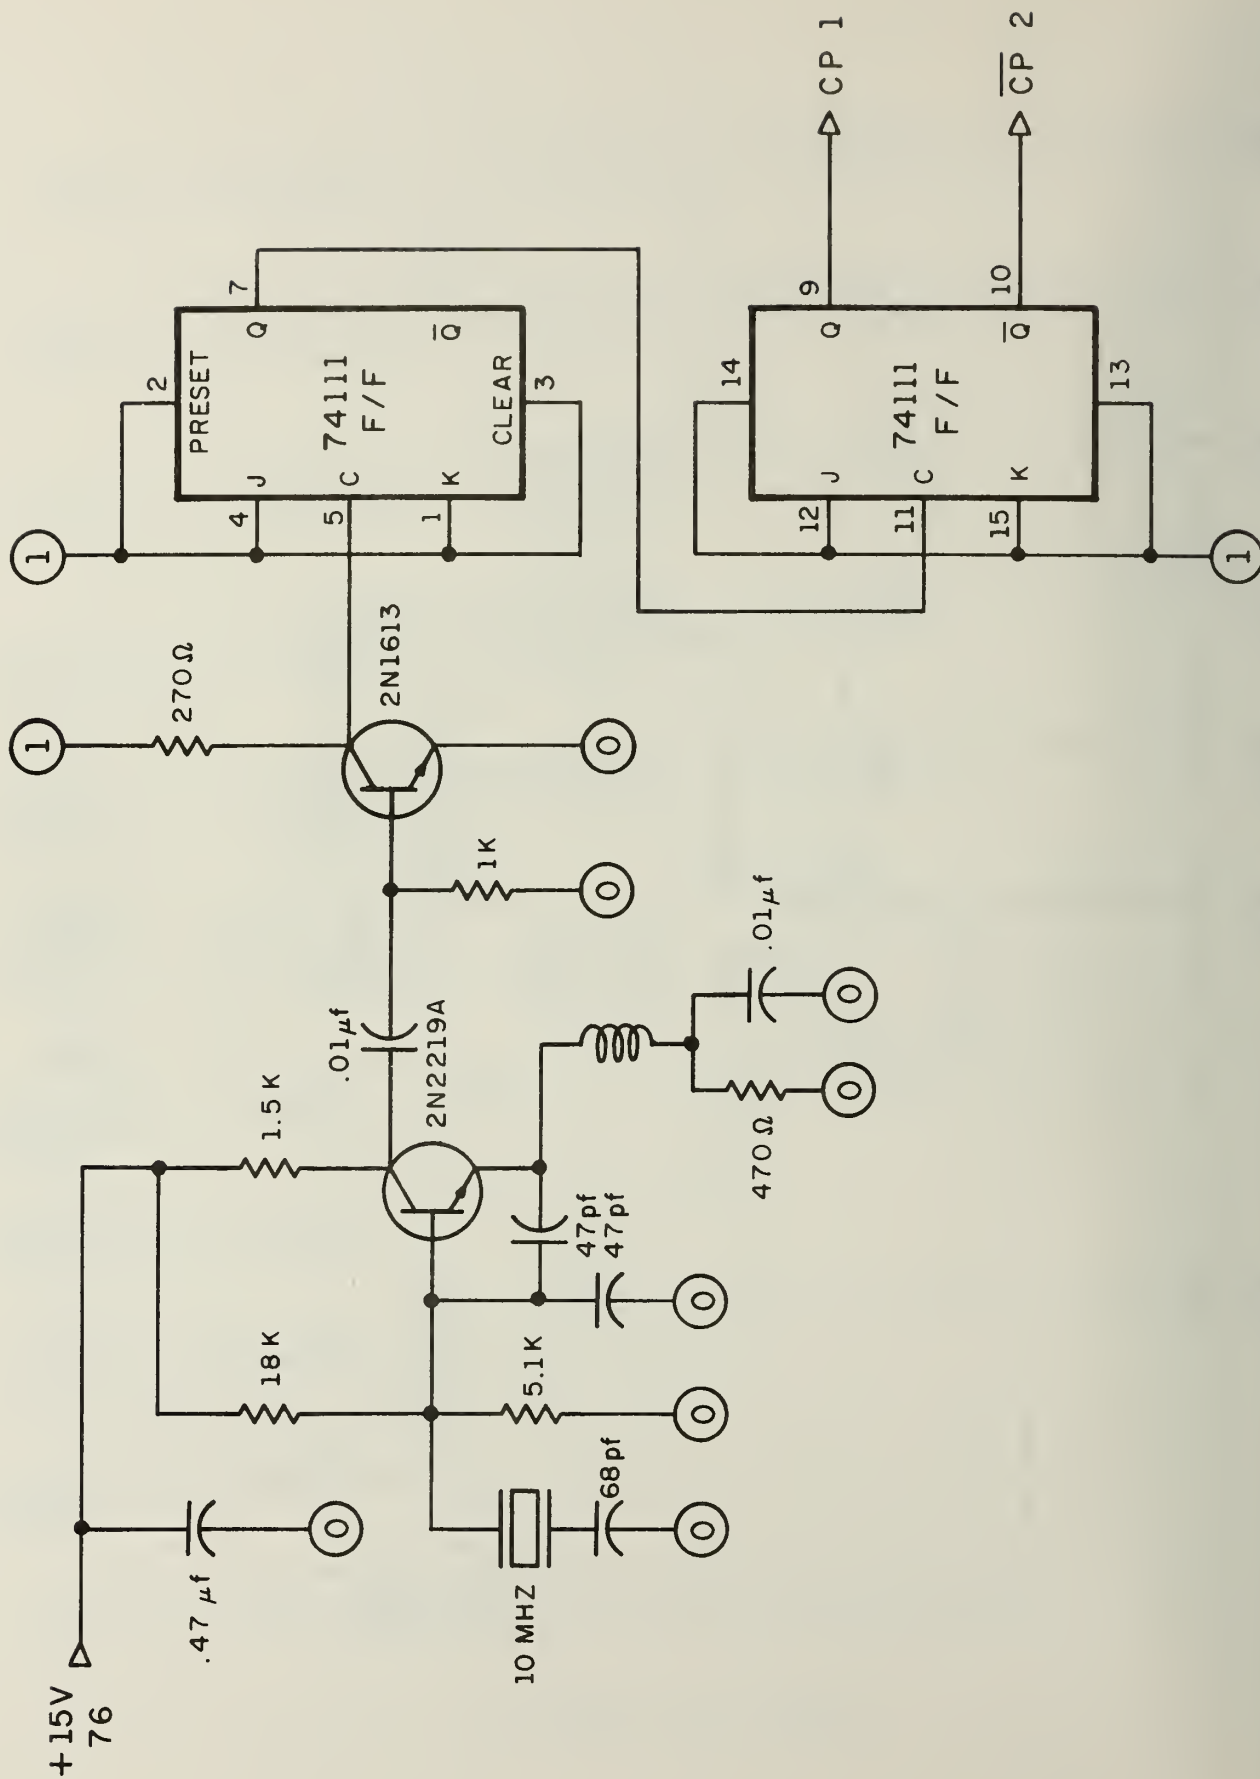 +15V
76
.47 μf
0
10 MHZ
68pf
0
18K
5.1K
0
47pf
47pf
0
1.5K
2N2219A
.01μf
470Ω
0
.01μf
0
1K
0
1
270Ω
2N1613
0
1
2
PRESET
4
J
5
C
1
K
74111
F/F
Q
7
Q̅
CLEAR
3
14
12
J
11
C
15
K
74111
F/F
Q
9
Q̅
10
13
1
CP 1
C̅P̅ 2